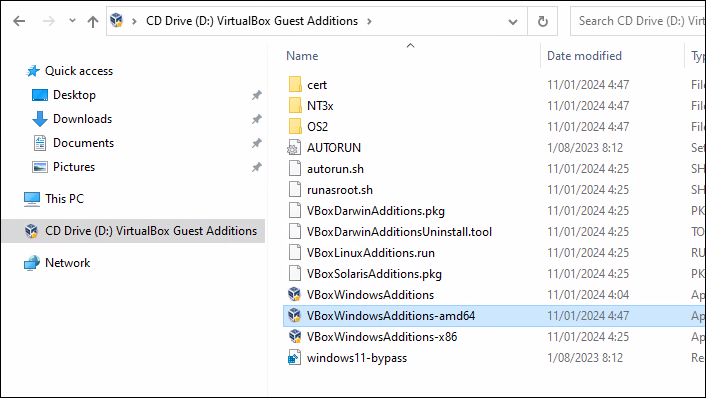 CD Drive (D:) VirtualBox Guest Additions
Search CD Drive (D:) Virt
Quick access
Desktop
Downloads
Documents
Pictures
This PC
CD Drive (D:) VirtualBox Guest Additions
Network
Name Date modified Ty
cert 11/01/2024 4:47 File
NT3x 11/01/2024 4:47 File
OS2 11/01/2024 4:47 File
AUTORUN 1/08/2023 8:12 Set
autorun.sh 11/01/2024 4:25 SH
runasroot.sh 11/01/2024 4:25 SH
VBoxDarwinAdditions.pkg 11/01/2024 4:25 PK
VBoxDarwinAdditionsUninstall.tool 11/01/2024 4:25 TO
VBoxLinuxAdditions.run 11/01/2024 4:25 RU
VBoxSolarisAdditions.pkg 11/01/2024 4:25 PK
VBoxWindowsAdditions 11/01/2024 4:04 Ap
VBoxWindowsAdditions-amd64 11/01/2024 4:47 Ap
VBoxWindowsAdditions-x86 11/01/2024 4:25 Ap
windows11-bypass 1/08/2023 8:12 Re